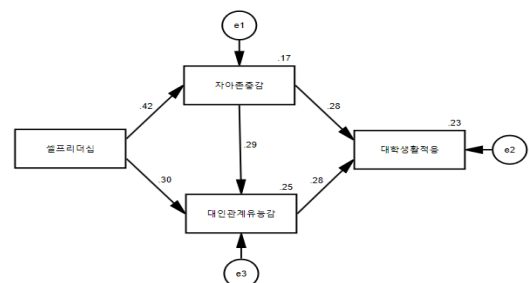 e1
.17
자아존중감
.42
.28
.23
셀프리더십
.29
대학생활적응
e2
.30
.25
.28
대인관계유능감
e3